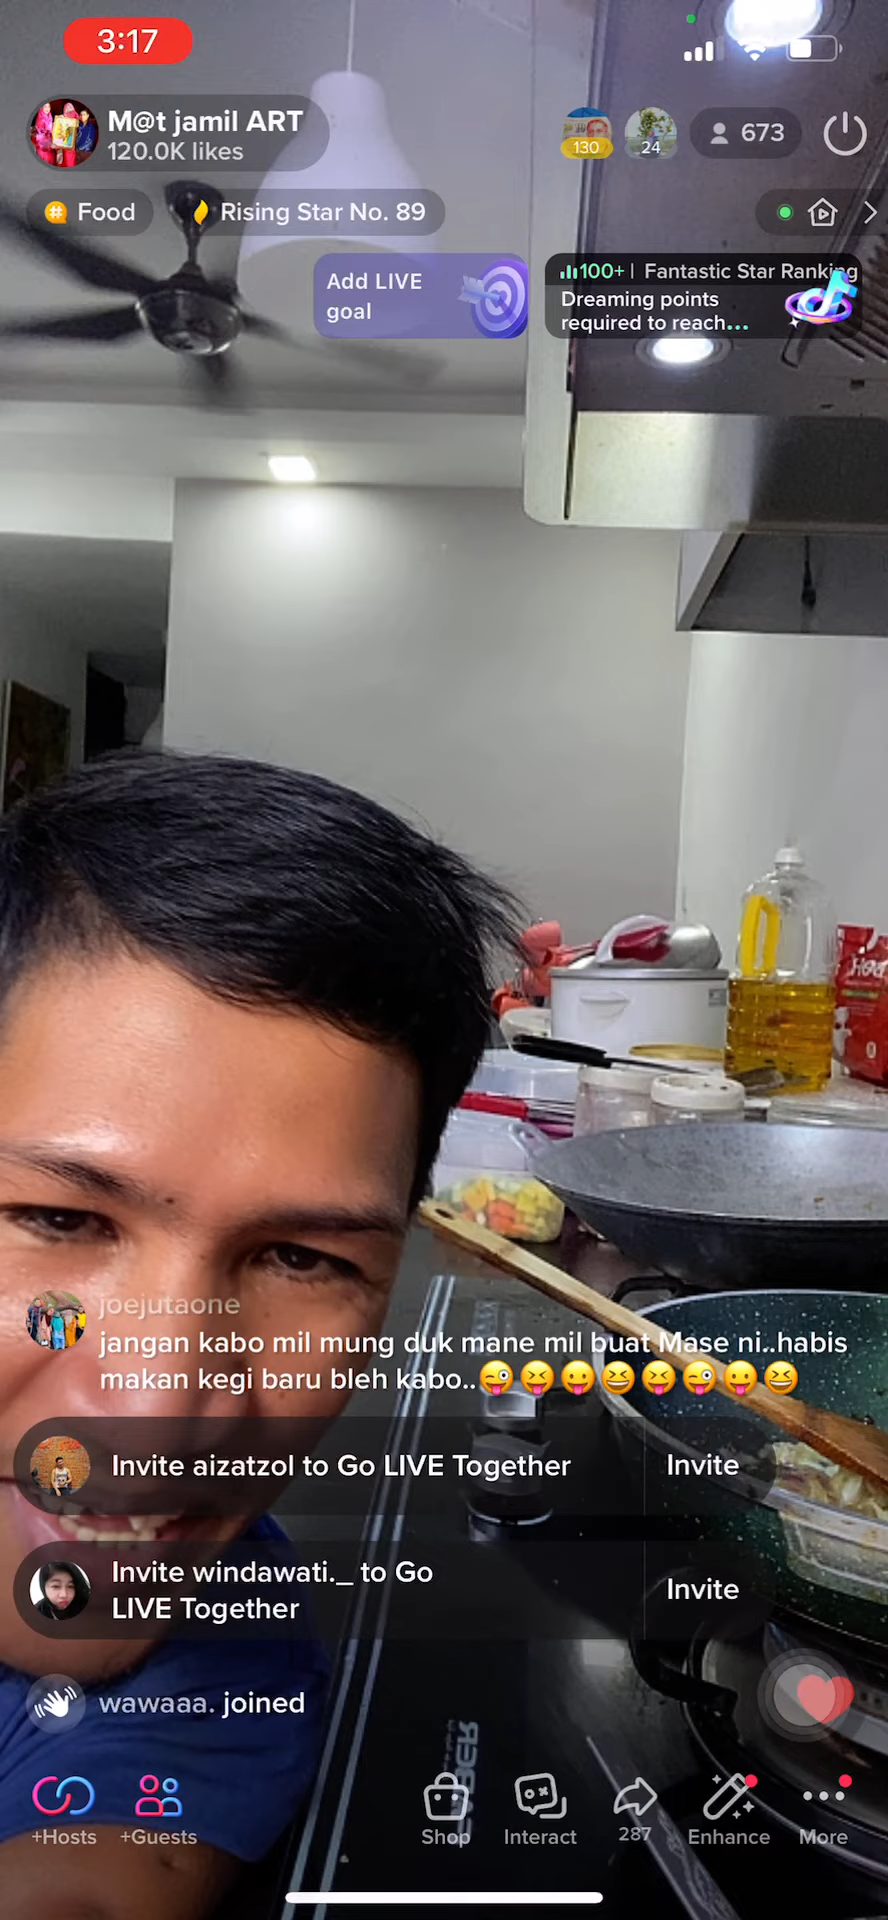 3:17
M@t jamil ART
120.0K likes
130
24
673
Food
Rising Star No. 89
Add LIVE
goal
100+ | Fantastic Star Ranking
Dreaming points
required to reach...
joejutaone
jangan kabo mil mung duk mane mil buat Mase ni..habis
makan kegi baru bleh kabo..😜😝😛😆😝😜😛😆
Invite aizatzol to Go LIVE Together
Invite
Invite windawati._ to Go
LIVE Together
Invite
wawaaa. joined
+Hosts
+Guests
Shop
Interact
287
Enhance
More